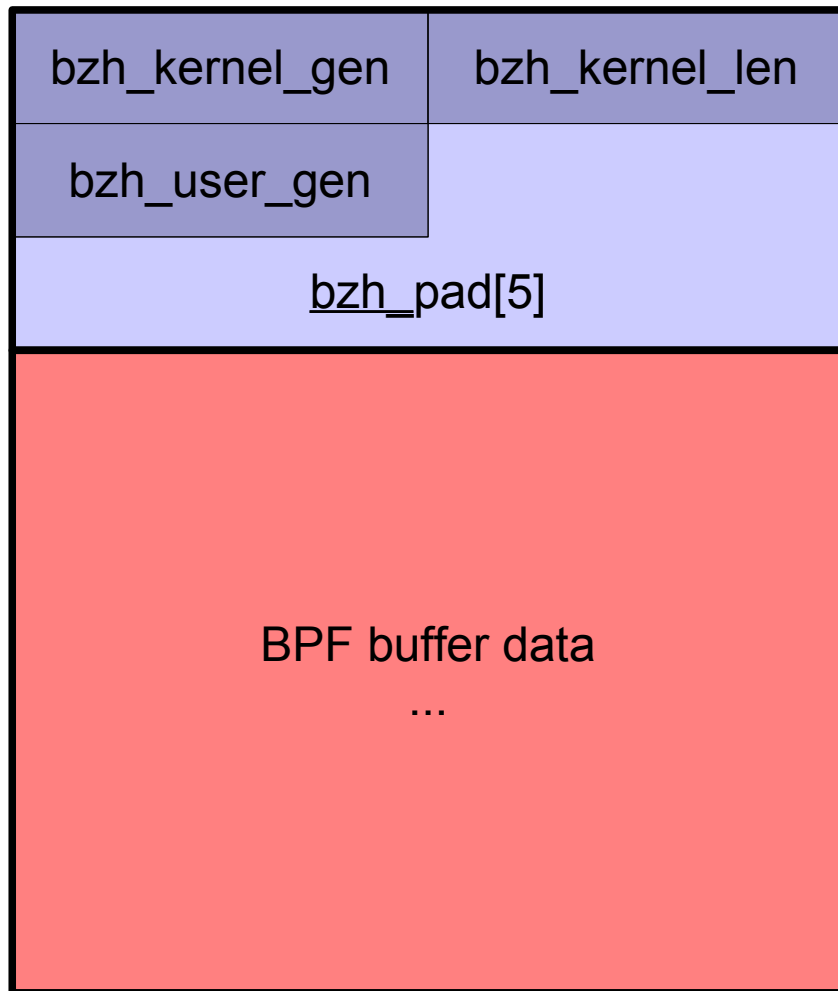 bzh_kernel_gen bzh_kernel_len
bzh_user_gen
bzh_pad[5]
BPF buffer data
...